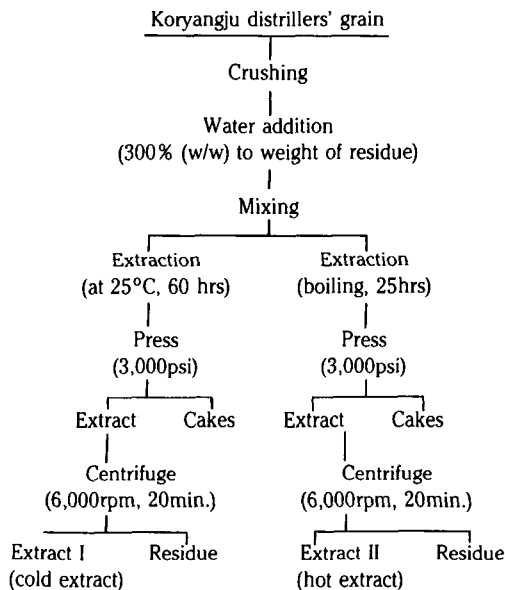 Koryangju distrillers' grain
Crushing
Water addition
(300% (w/w) to weight of residue)
Mixing
Extraction
(at 25°C, 60 hrs)
Extraction
(boiling, 25hrs)
Press
(3,000psi)
Press
(3,000psi)
Extract Cakes
Extract Cakes
Centrifuge
(6,000rpm, 20min.)
Centrifuge
(6,000rpm, 20min.)
Extract I
(cold extract)
Residue
Extract II
(hot extract)
Residue